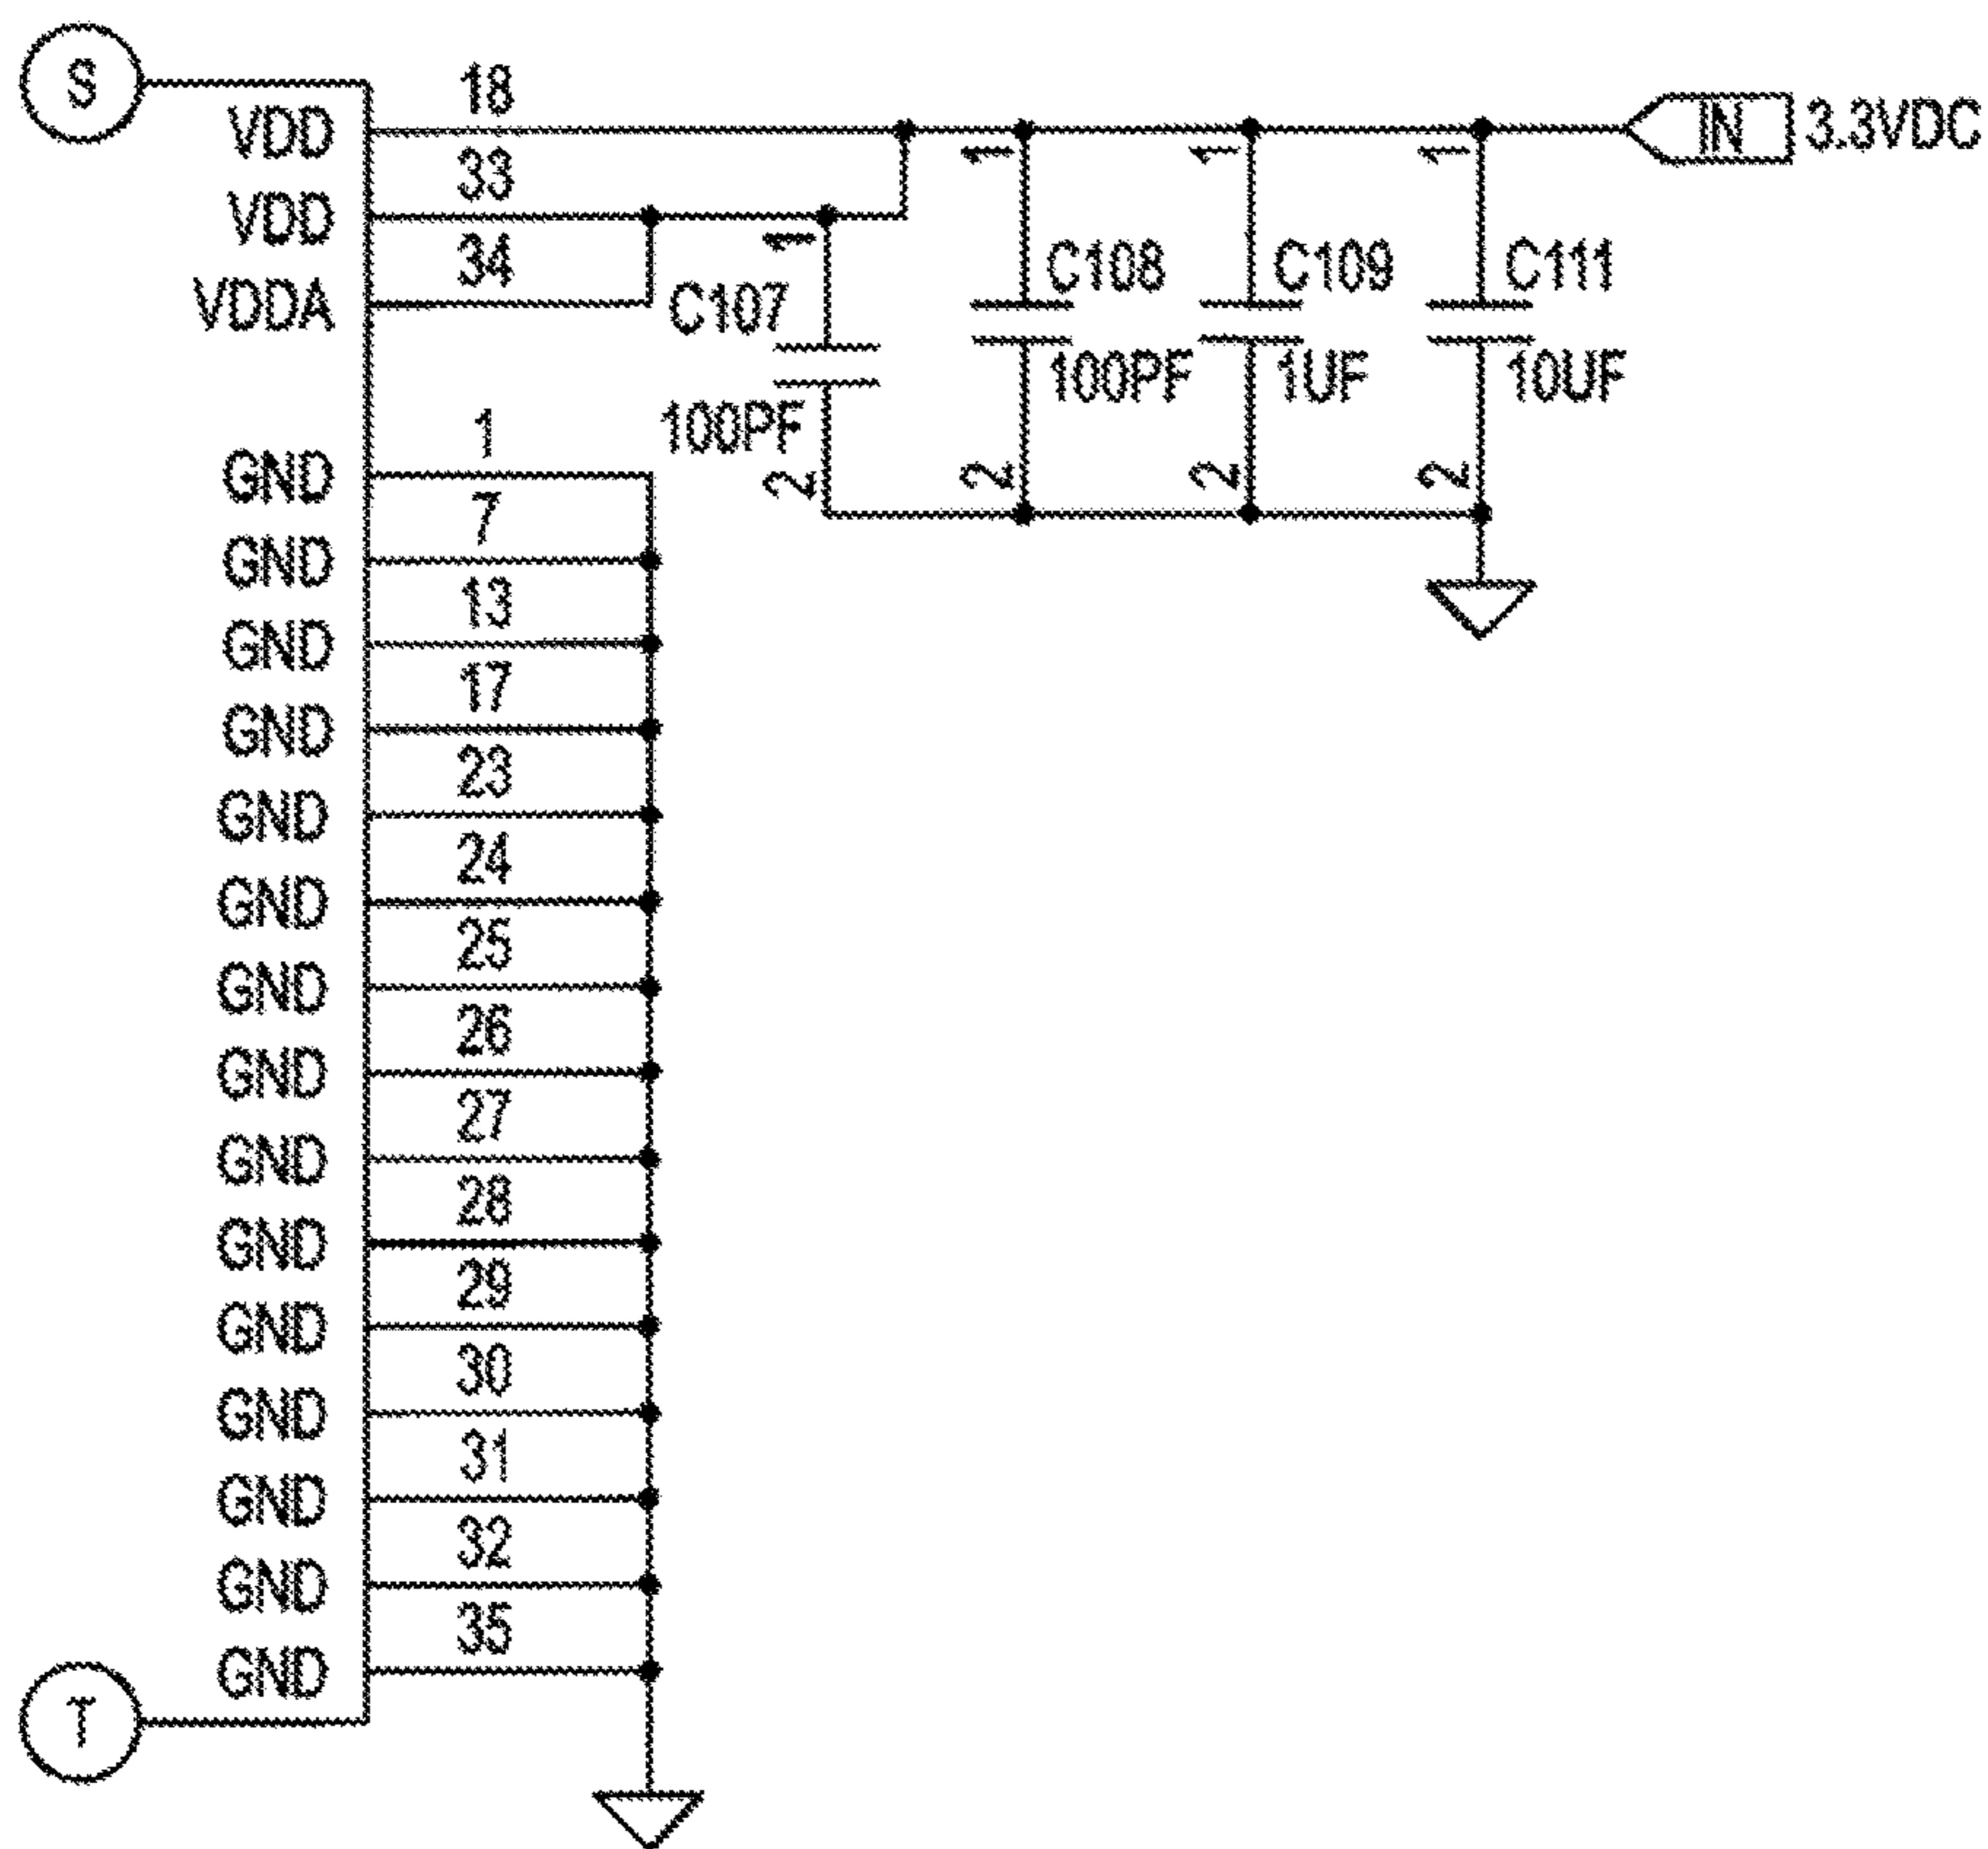 S
18
VDD
IN 3.3VDC
1 1 1
33
VDD
1
34
VDDA
C107
C108
C109
C111
100PF
100PF
1UF
10UF
2 2 2 2
1
GND
7
GND
13
GND
17
GND
23
GND
24
GND
25
GND
26
GND
27
GND
28
GND
29
GND
30
GND
31
GND
32
GND
35
GND
T